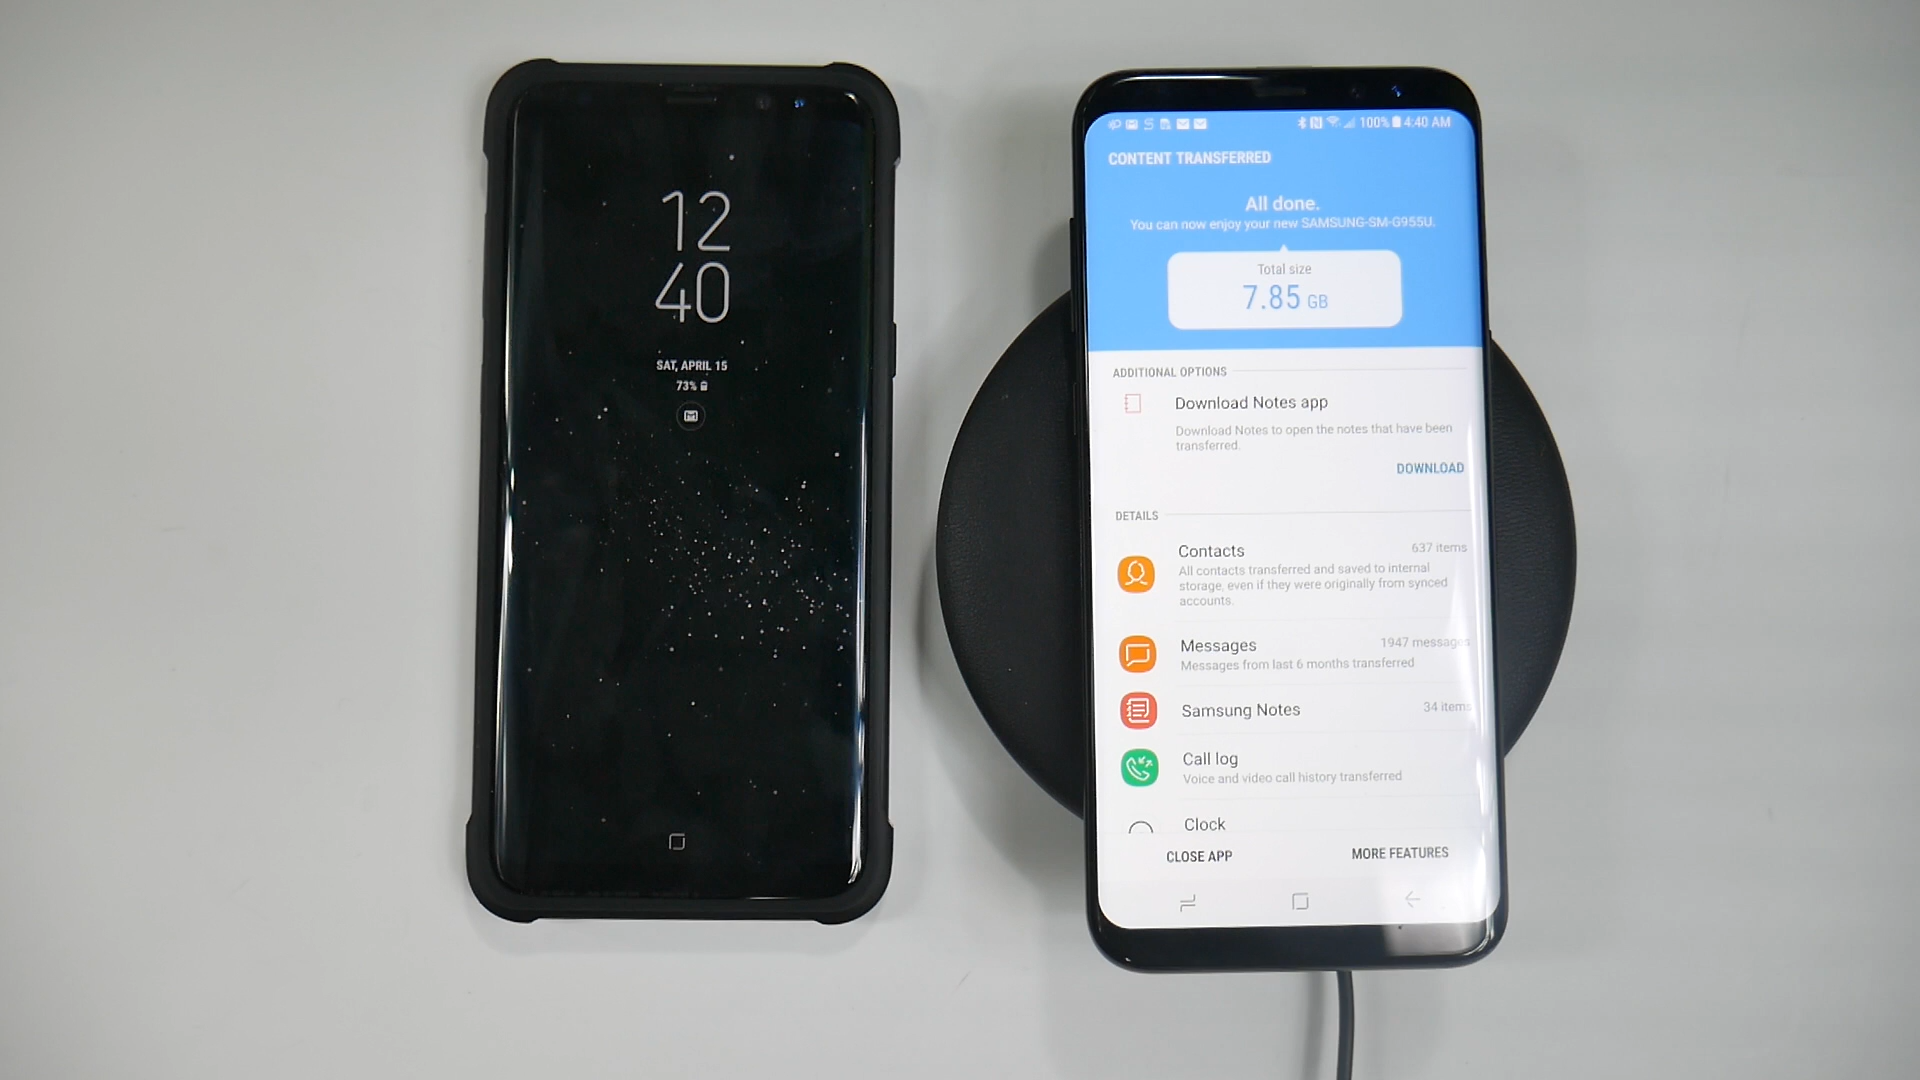 12
40
SAT, APRIL 15
73%
100% 4:40 AM
CONTENT TRANSFERRED
All done.
You can now enjoy your new SAMSUNG-SM-G955U.
Total size
7.85 GB
ADDITIONAL OPTIONS
Download Notes app
Download Notes to open the notes that have been
transferred.
DOWNLOAD
DETAILS
Contacts 637 items
All contacts transferred and saved to internal
storage, even if they were originally from synced
accounts.
Messages 1947 messages
Messages from last 6 months transferred
Samsung Notes 34 items
Call log
Voice and video call history transferred
Clock
CLOSE APP MORE FEATURES